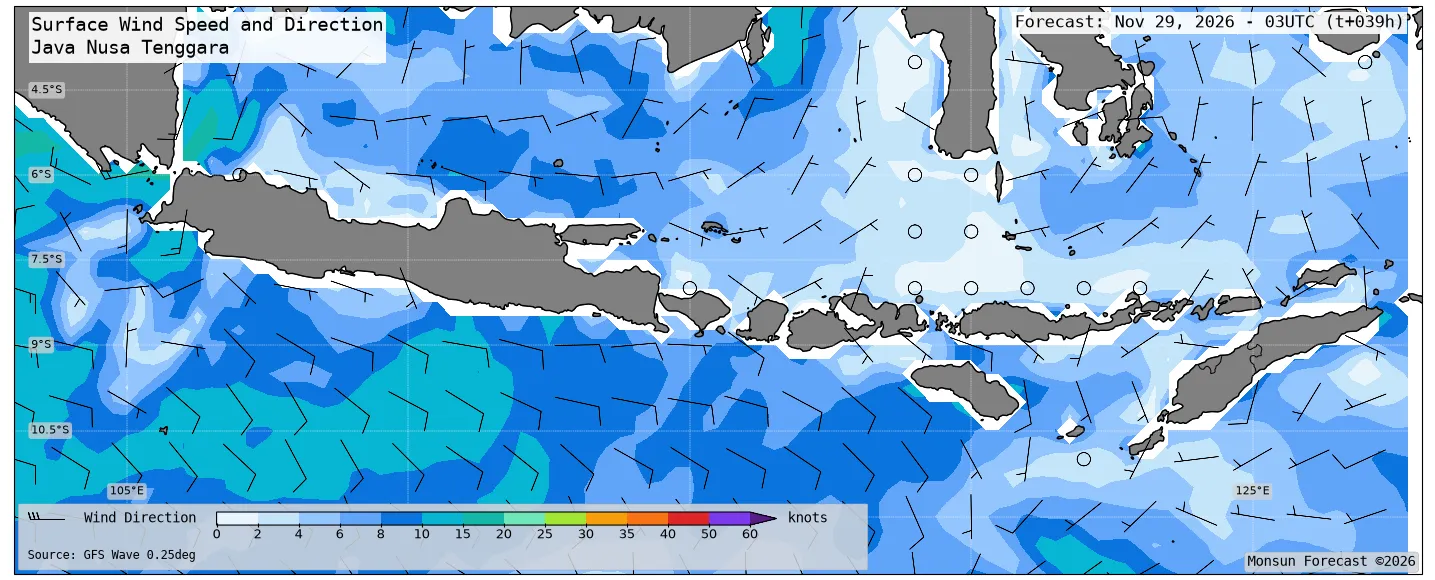 Surface Wind Speed and Direction
Java Nusa Tenggara
Forecast: Nov 29, 2026 - 03UTC (t+039h)
4.5°S
6°S
7.5°S
9°S
10.5°S
105°E
125°E
Wind Direction
0 2 4 6 8 10 15 20 25 30 35 40 50 60
knots
Source: GFS Wave 0.25deg
Monsun Forecast ©2026